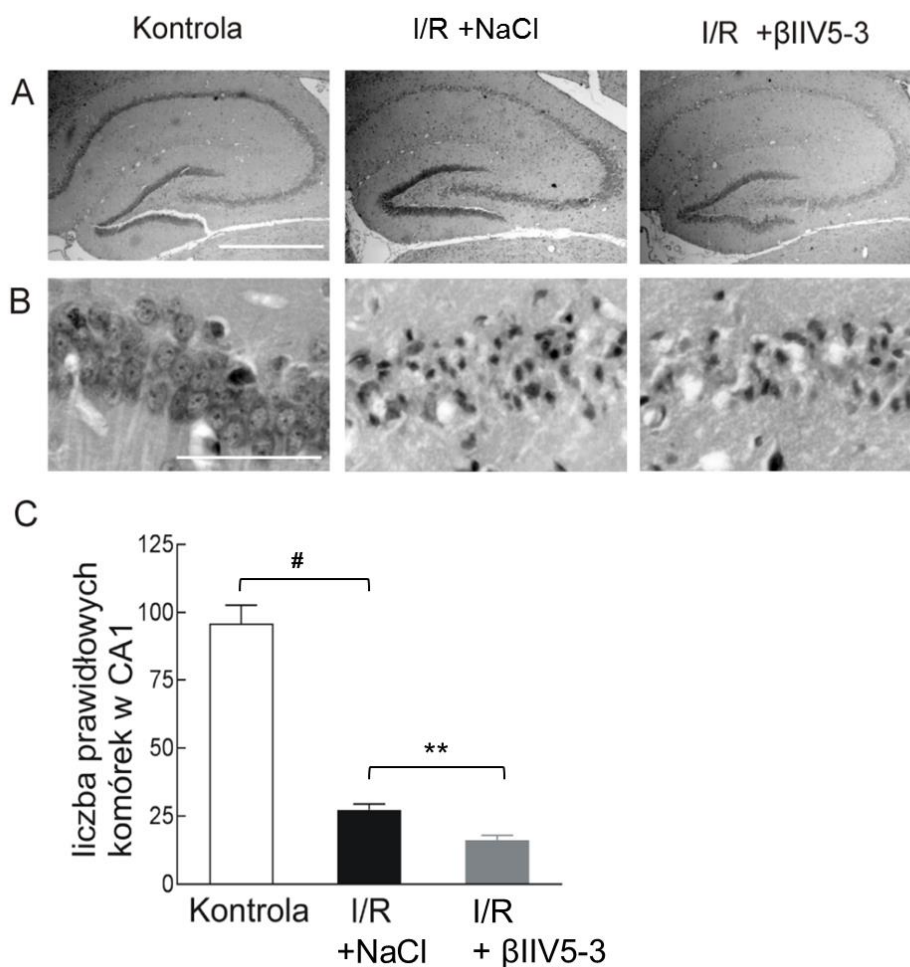 Kontrola
I/R +NaCl
I/R +βIIV5-3
A
B
C
liczba prawidłowych
komórek w CA1
125
100
75
50
25
0
#
**
Kontrola
I/R
+NaCl
I/R
+ βIIV5-3